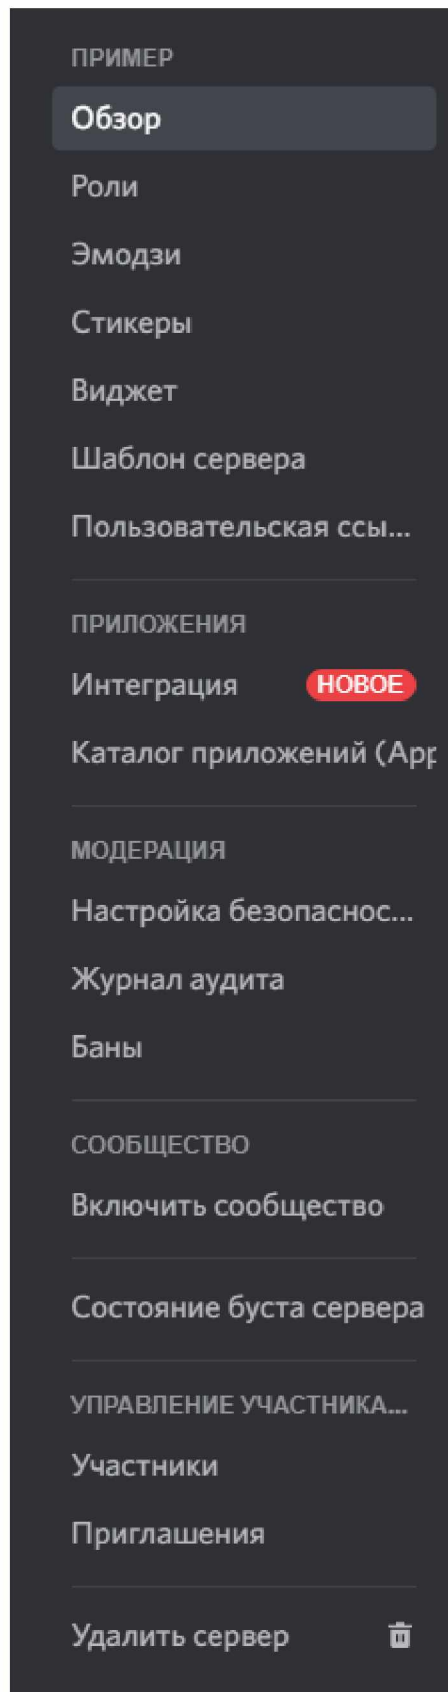 ПРИМЕР
Обзор
Роли
Эмодзи
Стикеры
Виджет
Шаблон сервера
Пользовательская ссы...
ПРИЛОЖЕНИЯ
Интеграция НОВОЕ
Каталог приложений (App
МОДЕРАЦИЯ
Настройка безопаснос...
Журнал аудита
Баны
СООБЩЕСТВО
Включить сообщество
Состояние буста сервера
УПРАВЛЕНИЕ УЧАСТНИКА...
Участники
Приглашения
Удалить сервер